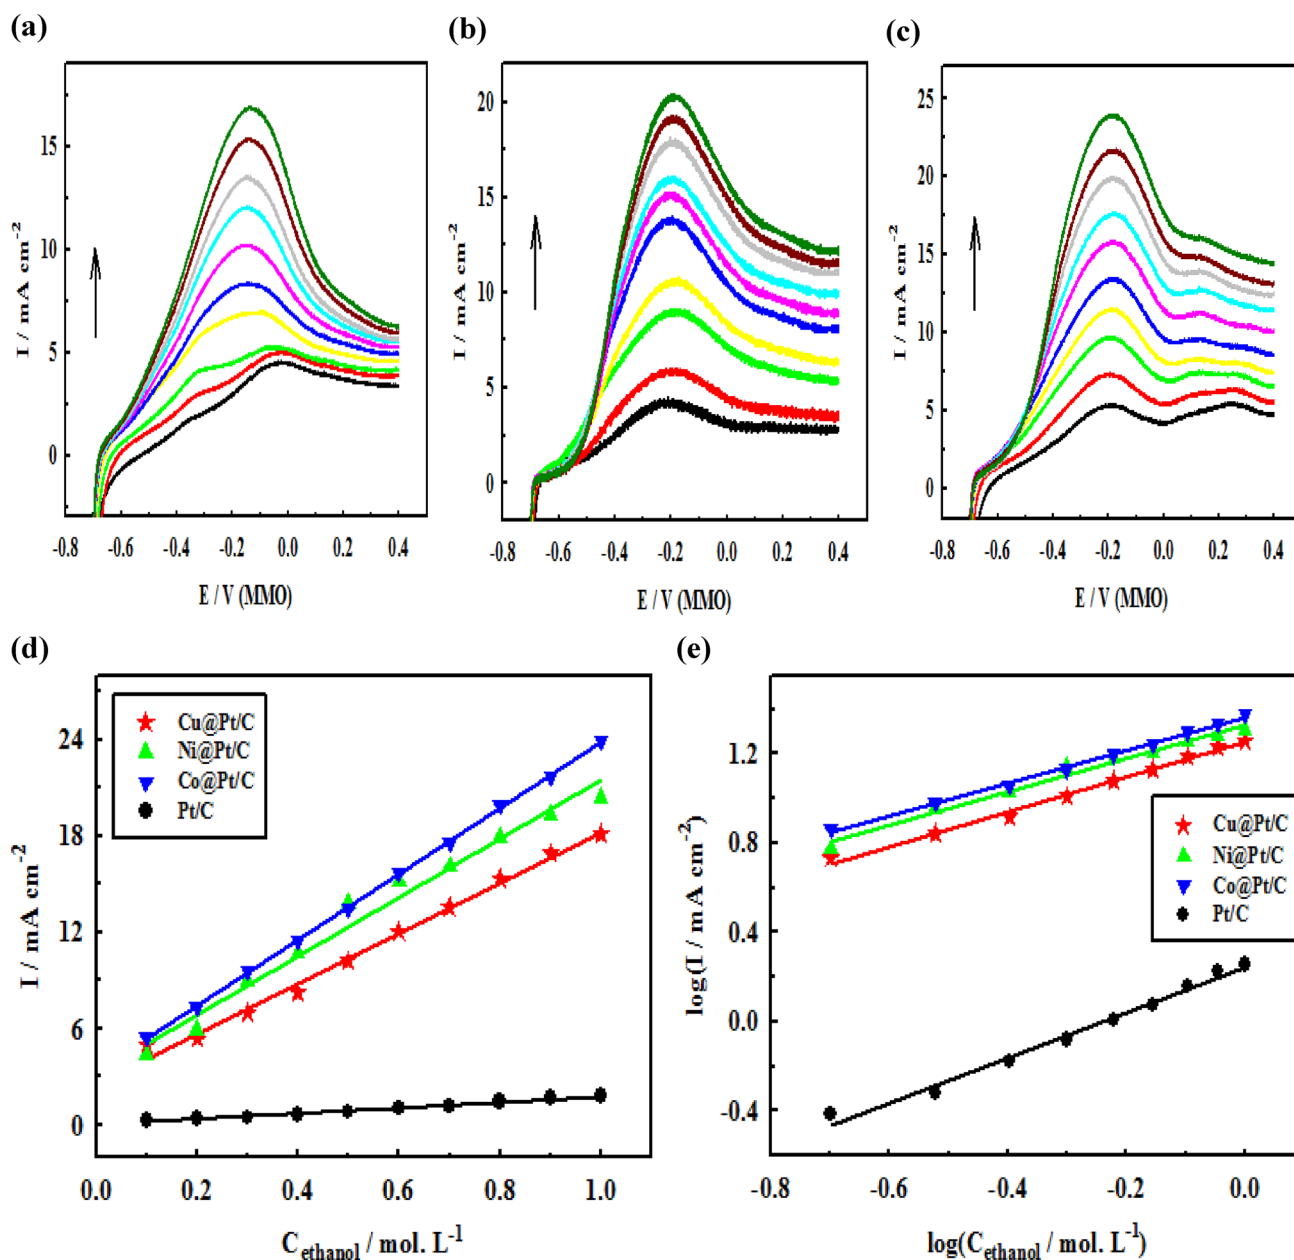 (a)
15
10
5
0
I / mA cm-2
-0.8 -0.6 -0.4 -0.2 0.0 0.2 0.4
E / V (MMO)
(b)
20
15
10
5
0
I / mA cm-2
-0.8 -0.6 -0.4 -0.2 0.0 0.2 0.4
E / V (MMO)
(c)
25
20
15
10
5
0
I / mA cm-2
-0.8 -0.6 -0.4 -0.2 0.0 0.2 0.4
E / V (MMO)
(d)
Cu@Pt/C
Ni@Pt/C
Co@Pt/C
Pt/C
24
18
12
6
0
I / mA cm-2
0.0 0.2 0.4 0.6 0.8 1.0
Cethanol / mol. L-1
(e)
1.2
0.8
0.4
0.0
-0.4
log(I / mA cm-2)
Cu@Pt/C
Ni@Pt/C
Co@Pt/C
Pt/C
-0.8 -0.6 -0.4 -0.2 0.0
log(Cethanol / mol. L-1)